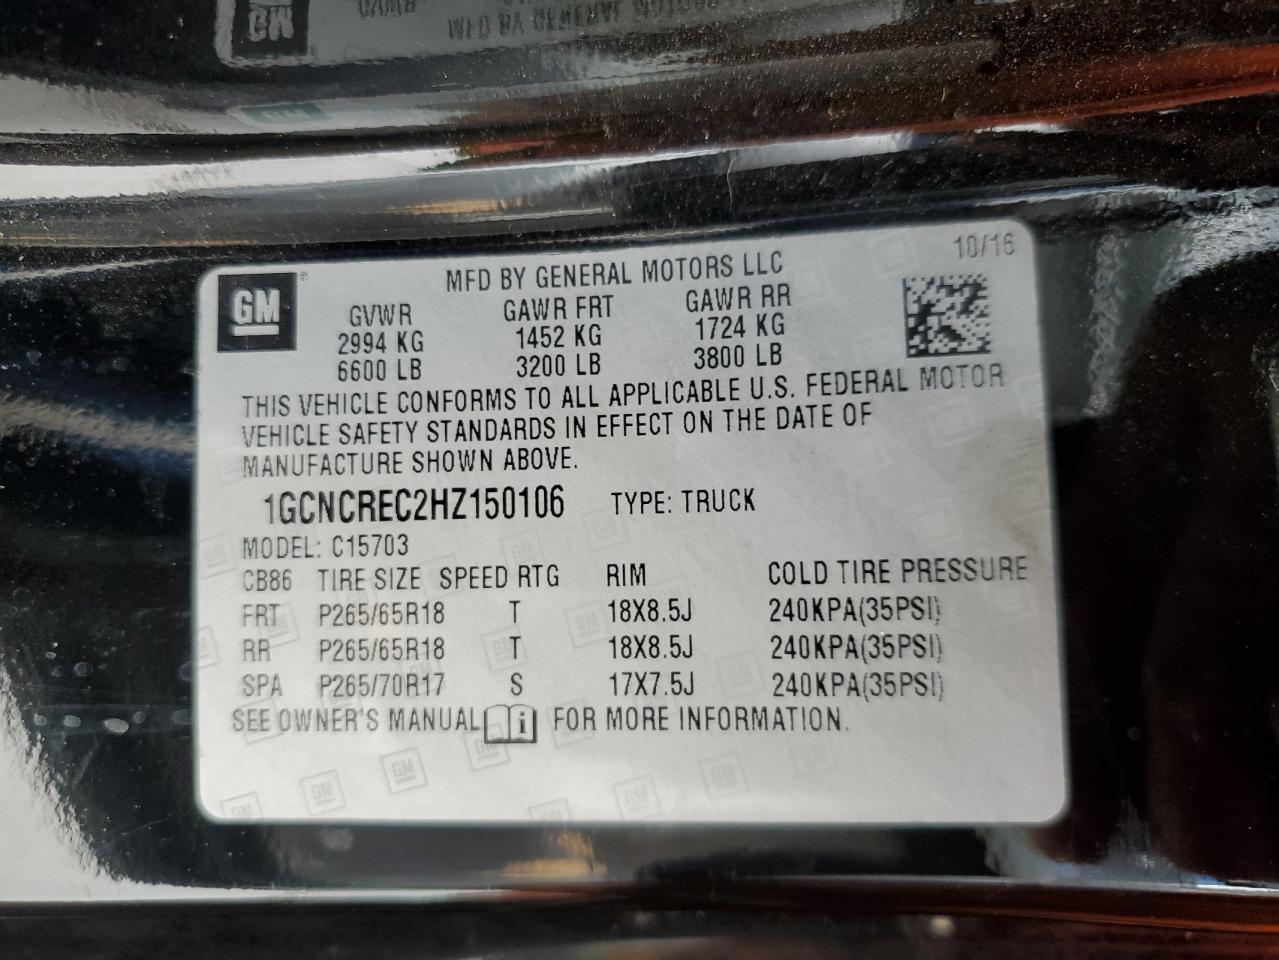 10/16
GM
MFD BY GENERAL MOTORS LLC
GVWR GAWR FRT GAWR RR
2994 KG 1452 KG 1724 KG
6600 LB 3200 LB 3800 LB
THIS VEHICLE CONFORMS TO ALL APPLICABLE U.S. FEDERAL MOTOR
VEHICLE SAFETY STANDARDS IN EFFECT ON THE DATE OF
MANUFACTURE SHOWN ABOVE.
1GCNCREC2HZ150106 TYPE: TRUCK
MODEL: C15703
CB86 TIRE SIZE SPEED RTG RIM COLD TIRE PRESSURE
FRT P265/65R18 T 18X8.5J 240KPA(35PSI)
RR P265/65R18 T 18X8.5J 240KPA(35PSI)
SPA P265/70R17 S 17X7.5J 240KPA(35PSI)
SEE OWNER'S MANUAL i FOR MORE INFORMATION.